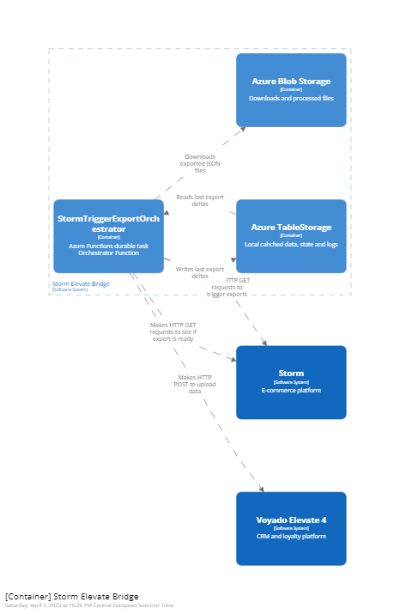 Azure Blob Storage
[Container]
Downloads and processed files
Downloads
exported JSON
files
Reads last export
deltas
StormTriggerExportOrch
estrator
[Container]
Azure Functions durable task
Orchestrator Function
Azure TableStorage
[Container]
Local cahched data, state and logs
Writes last export
deltas
HTTP GET
requests to
trigger exports
Storm Elevate Bridge
[Software System]
Makes HTTP GET
requests to see if
export is ready
Storm
[Software System]
E-commerce platform
Makes HTTP
POST to upload
data
Voyado Elevate 4
[Software System]
CRM and loyalty platform
[Container] Storm Elevate Bridge
Saturday, April 1, 2023 at 10:25 PM Central European Summer Time